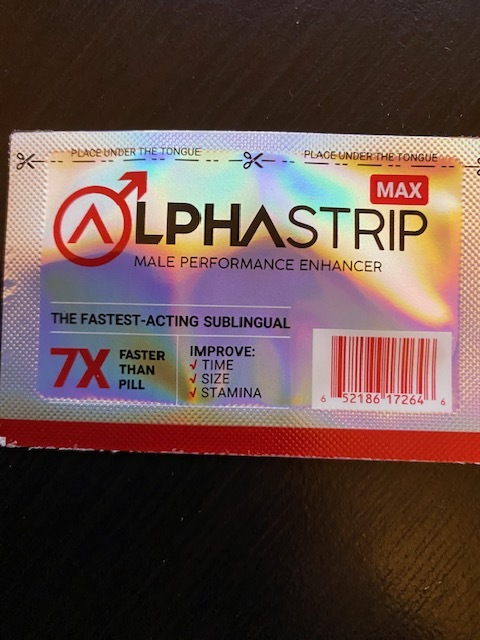 PLACE UNDER THE TONGUE PLACE UNDER THE TONGUE
MAX
ALPHASTRIP
MALE PERFORMANCE ENHANCER
THE FASTEST-ACTING SUBLINGUAL
7X FASTER THAN PILL
IMPROVE:
√ TIME
√ SIZE
√ STAMINA
6 52186 17264 6